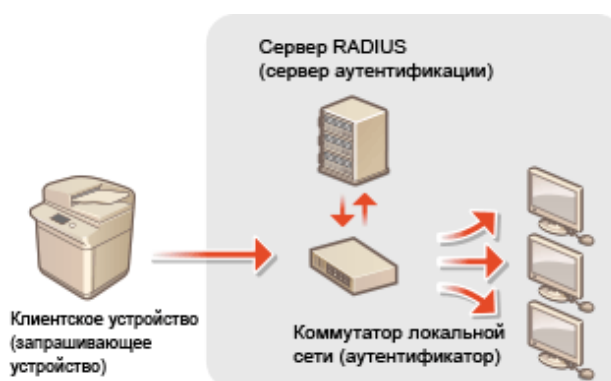 Сервер RADIUS
(сервер аутентификации)
Клиентское устройство
(запрашивающее
устройство)
Коммутатор локальной
сети (аутентификатор)